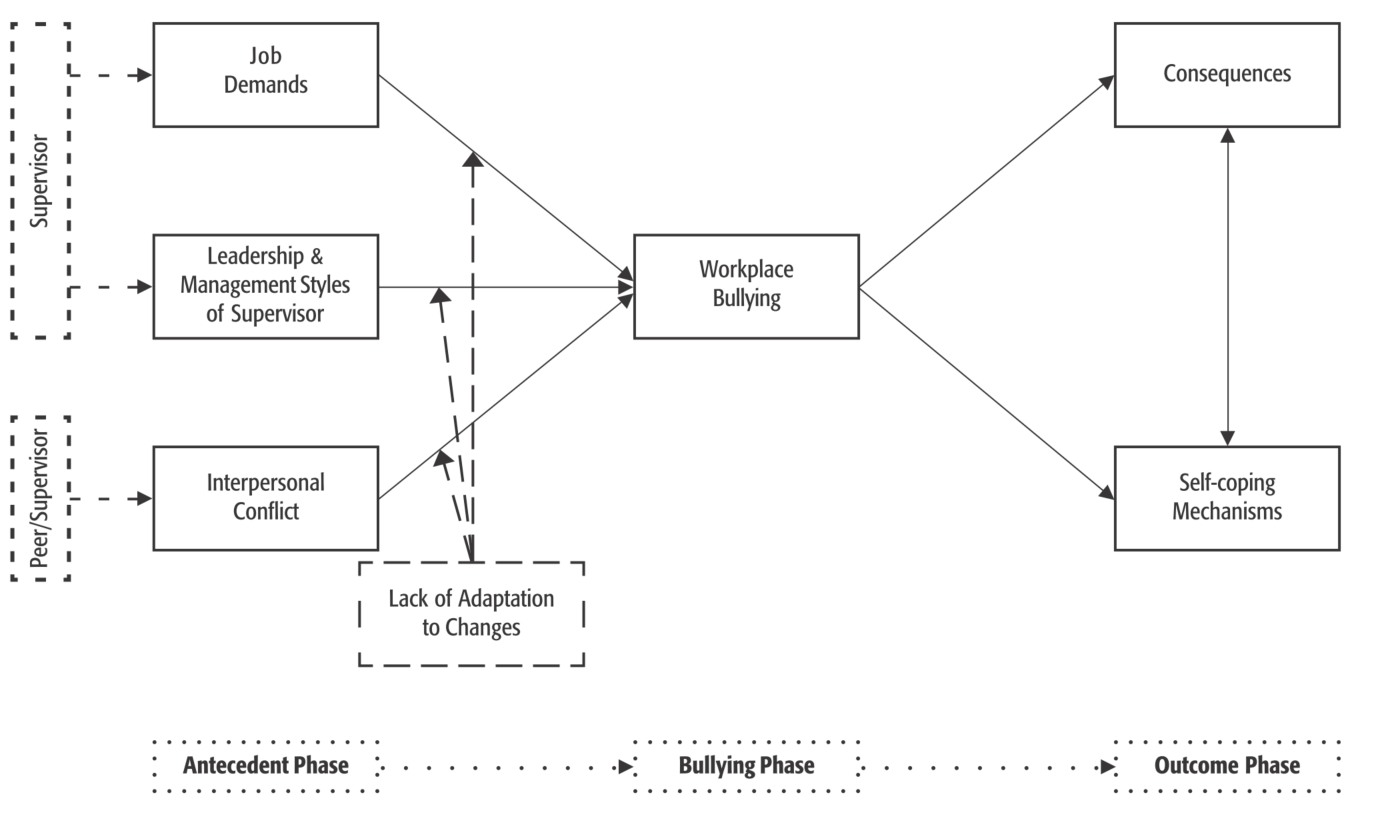 Supervisor
Job
Demands
Leadership &
Management Styles
of Supervisor
Peer/Supervisor
Interpersonal
Conflict
Lack of Adaptation
to Changes
Workplace
Bullying
Consequences
Self-coping
Mechanisms
Antecedent Phase
Bullying Phase
Outcome Phase